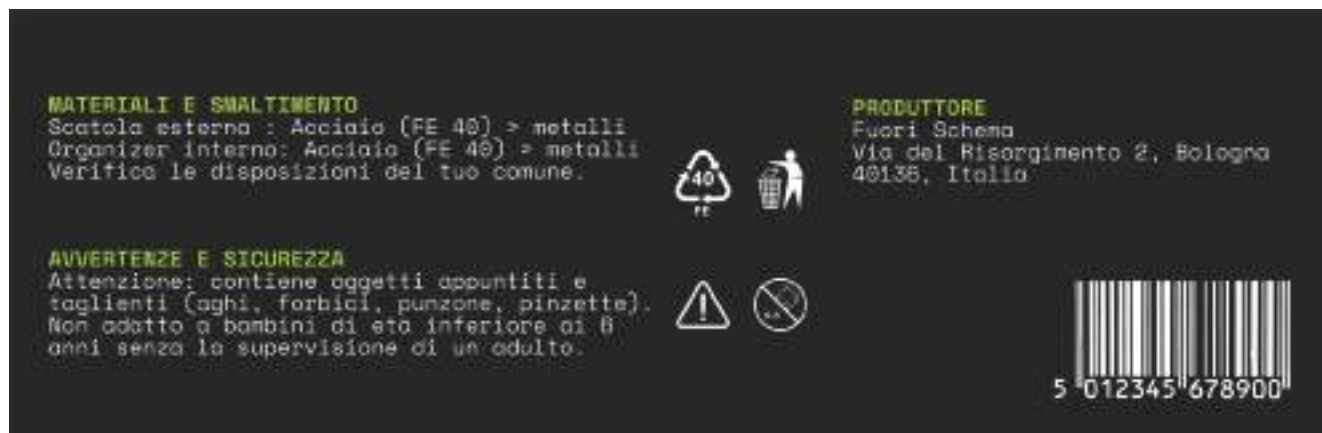 MATERIALI E SMALTIMENTO
Scatola esterna : Acciaio (FE 40) > metalli
Organizer interno: Acciaio (FE 40) > metalli
Verifica le disposizioni del tuo comune.
40
FE
PRODUTTORE
Fuori Schema
Via del Risorgimento 2, Bologna
40136, Italia
AVVERTENZE E SICUREZZA
Attenzione: contiene oggetti appuntiti e
taglienti (aghi, forbici, punzone, pinzette).
Non adatto a bambini di età inferiore ai 6
anni senza la supervisione di un adulto.
5 012345 678900